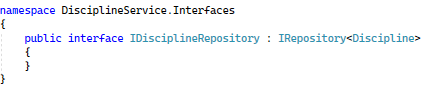 namespace DisciplineService.Interfaces
{
    public interface IDisciplineRepository : IRepository<Discipline>
    {
    }
}